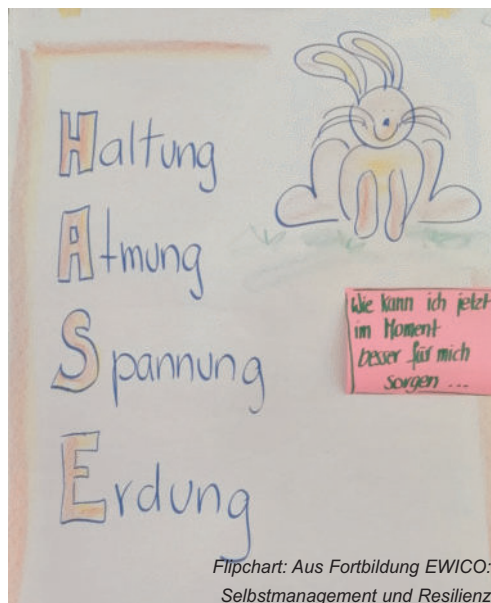 Haltung
Atmung
Spannung
Erdung
Wie kann ich jetzt
im Moment
besser für mich
sorgen ...
Flipchart: Aus Fortbildung EWICO:
Selbstmanagement und Resilienz